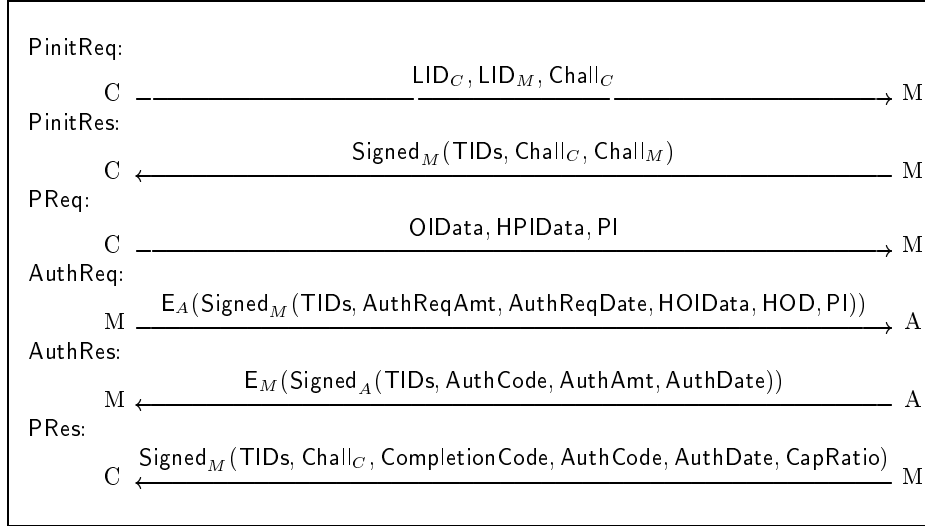 PinitReq:
LID_C, LID_M, Chall_C
C M
PinitRes:
Signed_M(TIDs, Chall_C, Chall_M)
C M
PReq:
OIData, HPIData, PI
C M
AuthReq:
E_A(Signed_M(TIDs, AuthReqAmt, AuthReqDate, HOIData, HOD, PI))
M A
AuthRes:
E_M(Signed_A(TIDs, AuthCode, AuthAmt, AuthDate))
M A
PRes:
Signed_M(TIDs, Chall_C, CompletionCode, AuthCode, AuthDate, CapRatio)
C M